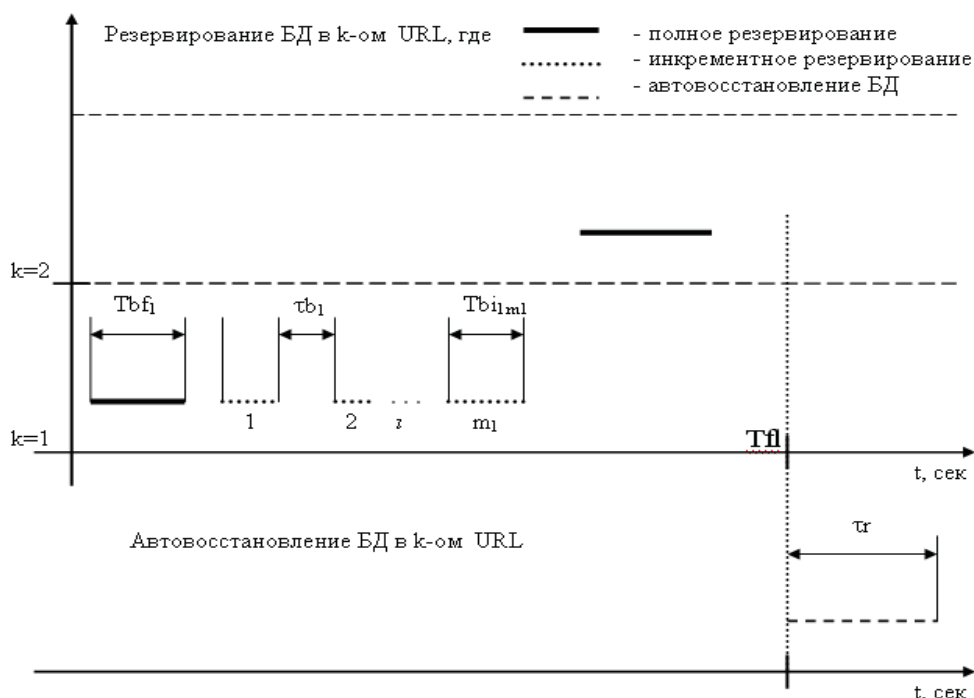 Резервирование БД в k-ом URL, где
- полное резервирование
- инкрементное резервирование
- автовосстановление БД
k=2
Tbf₁
τb₁
Tbi₁ₘ₁
1
2
m₁
k=1
Tfl
t, сек
Автовосстановление БД в k-ом URL
τr
t, сек